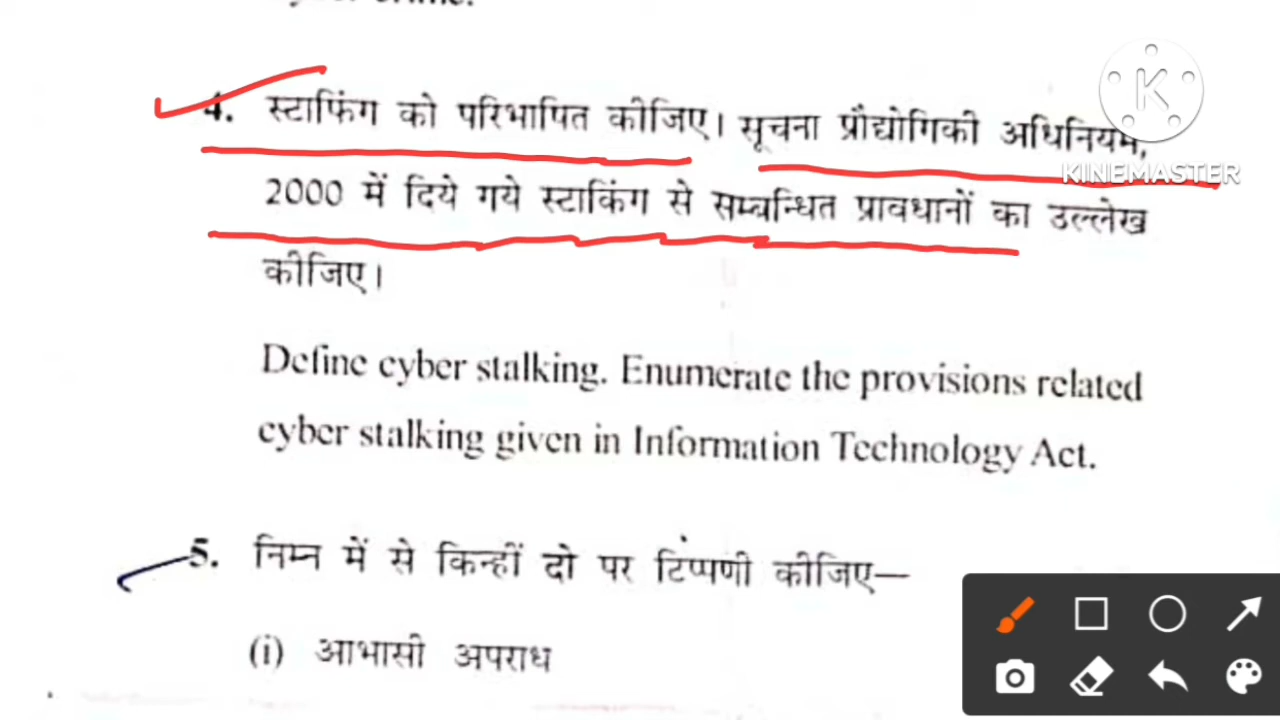 4. स्टाफिंग को परिभाषित कीजिए। सूचना प्रौद्योगिकी अधिनियम,
K
KINEMASTER
2000 में दिये गये स्टाकिंग से सम्बन्धित प्रावधानों का उल्लेख
कीजिए।
Define cyber stalking. Enumerate the provisions related
cyber stalking given in Information Technology Act.
5. निम्न में से किन्हीं दो पर टिप्पणी कीजिए—
(i) आभासी अपराध